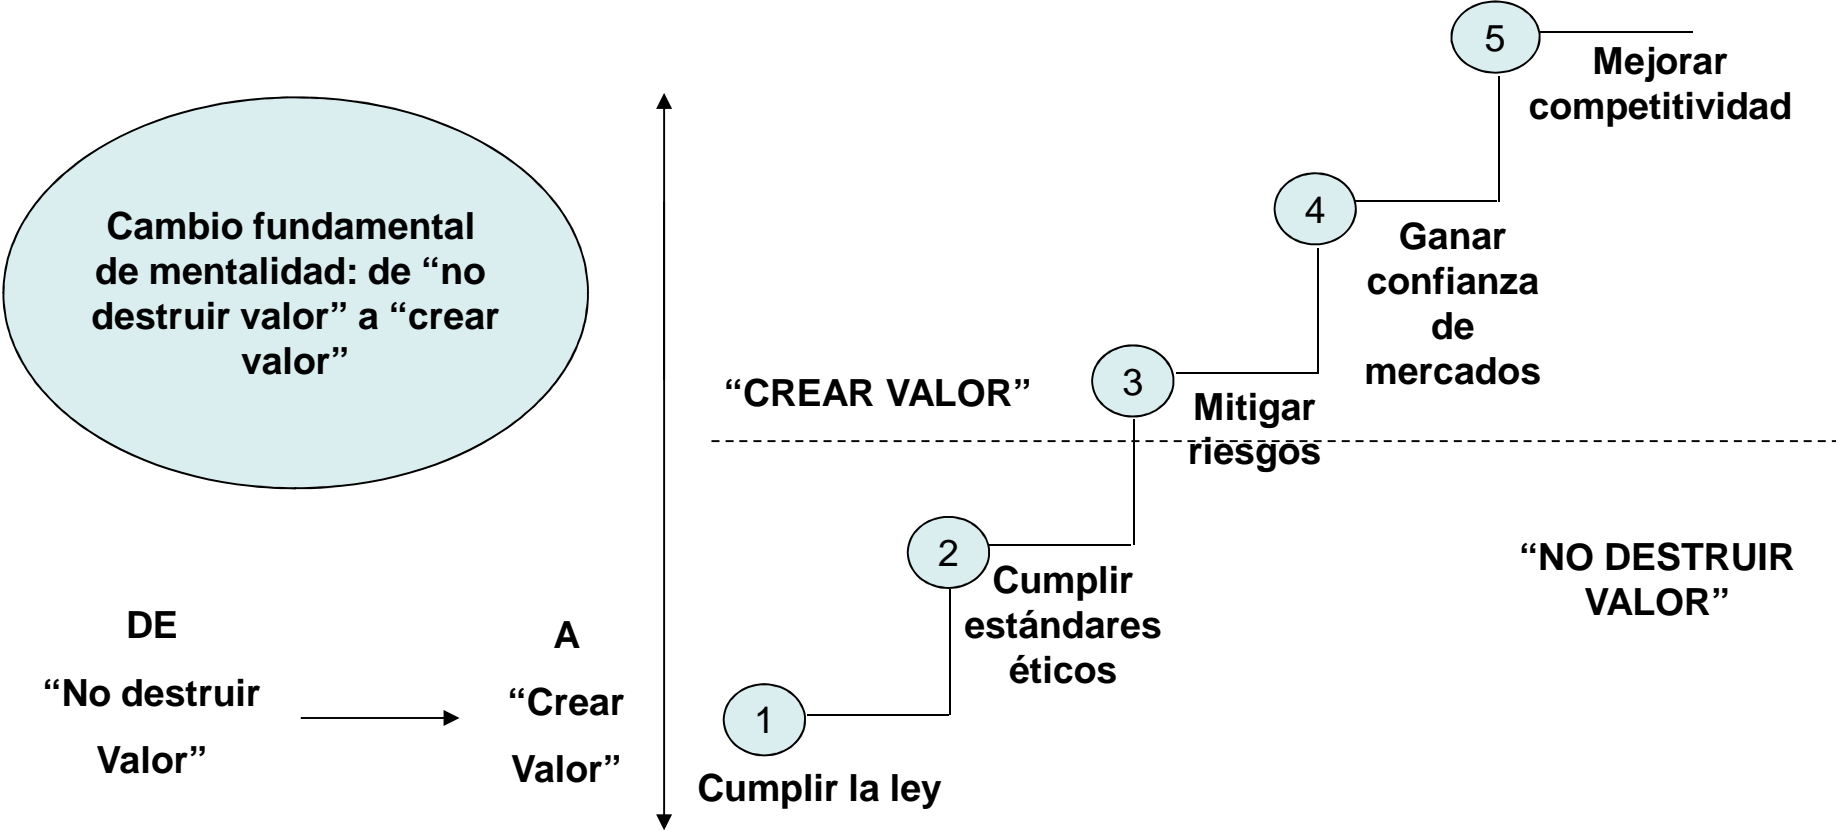 Cambio fundamental
de mentalidad: de “no
destruir valor” a “crear
valor”
DE
“No destruir
Valor”
A
“Crear
Valor”
“CREAR VALOR”
“NO DESTRUIR
VALOR”
1
Cumplir la ley
2
Cumplir
estándares
éticos
3
Mitigar
riesgos
4
Ganar
confianza
de
mercados
5
Mejorar
competitividad